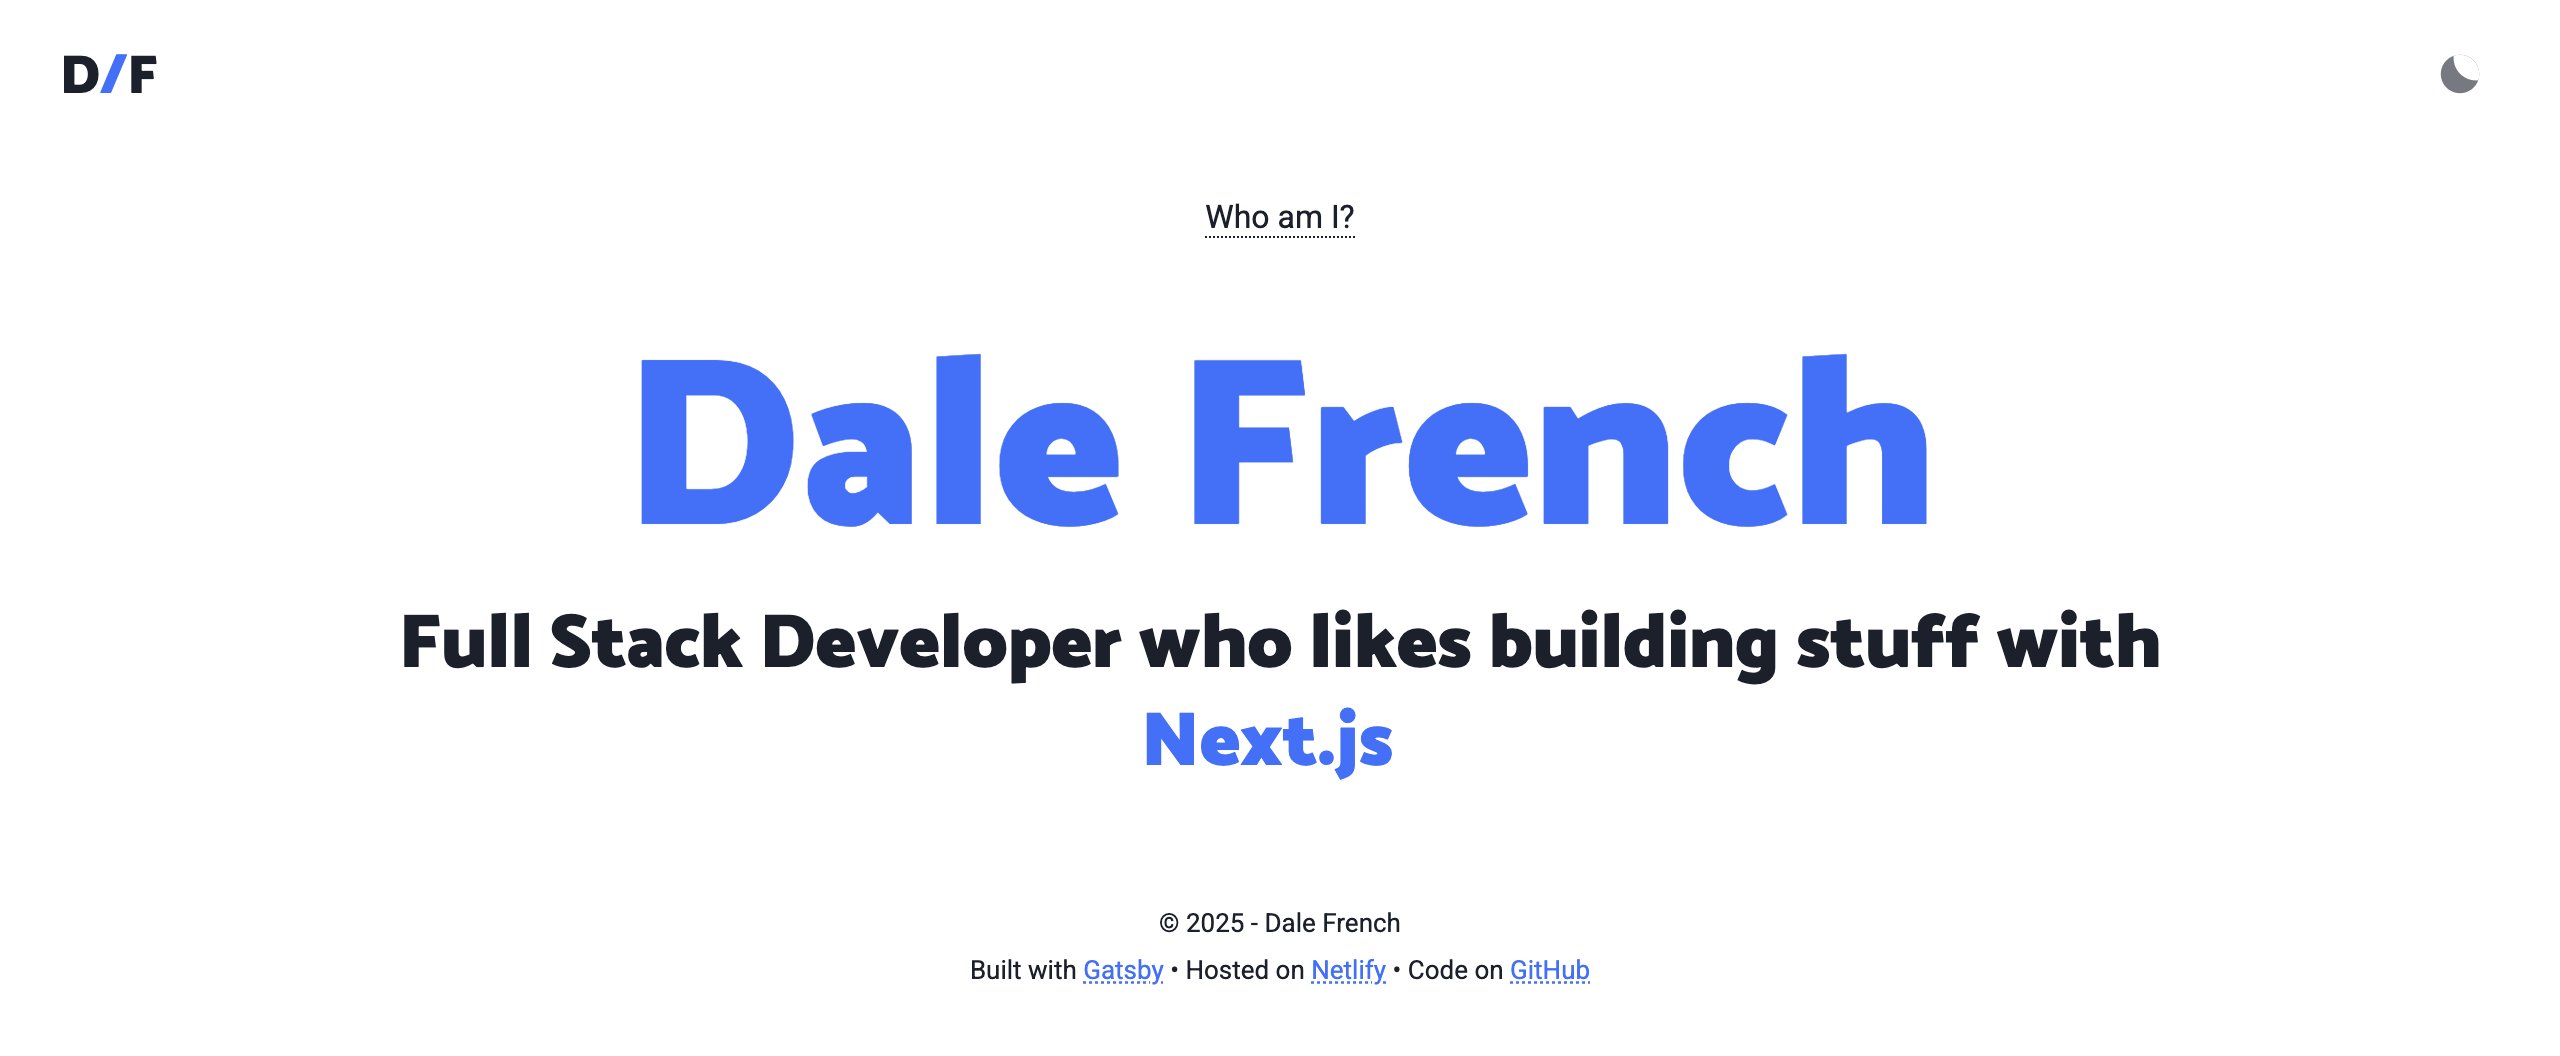 D/F
Who am I?
Dale French
Full Stack Developer who likes building stuff with
Next.js
© 2025 - Dale French
Built with Gatsby • Hosted on Netlify • Code on GitHub